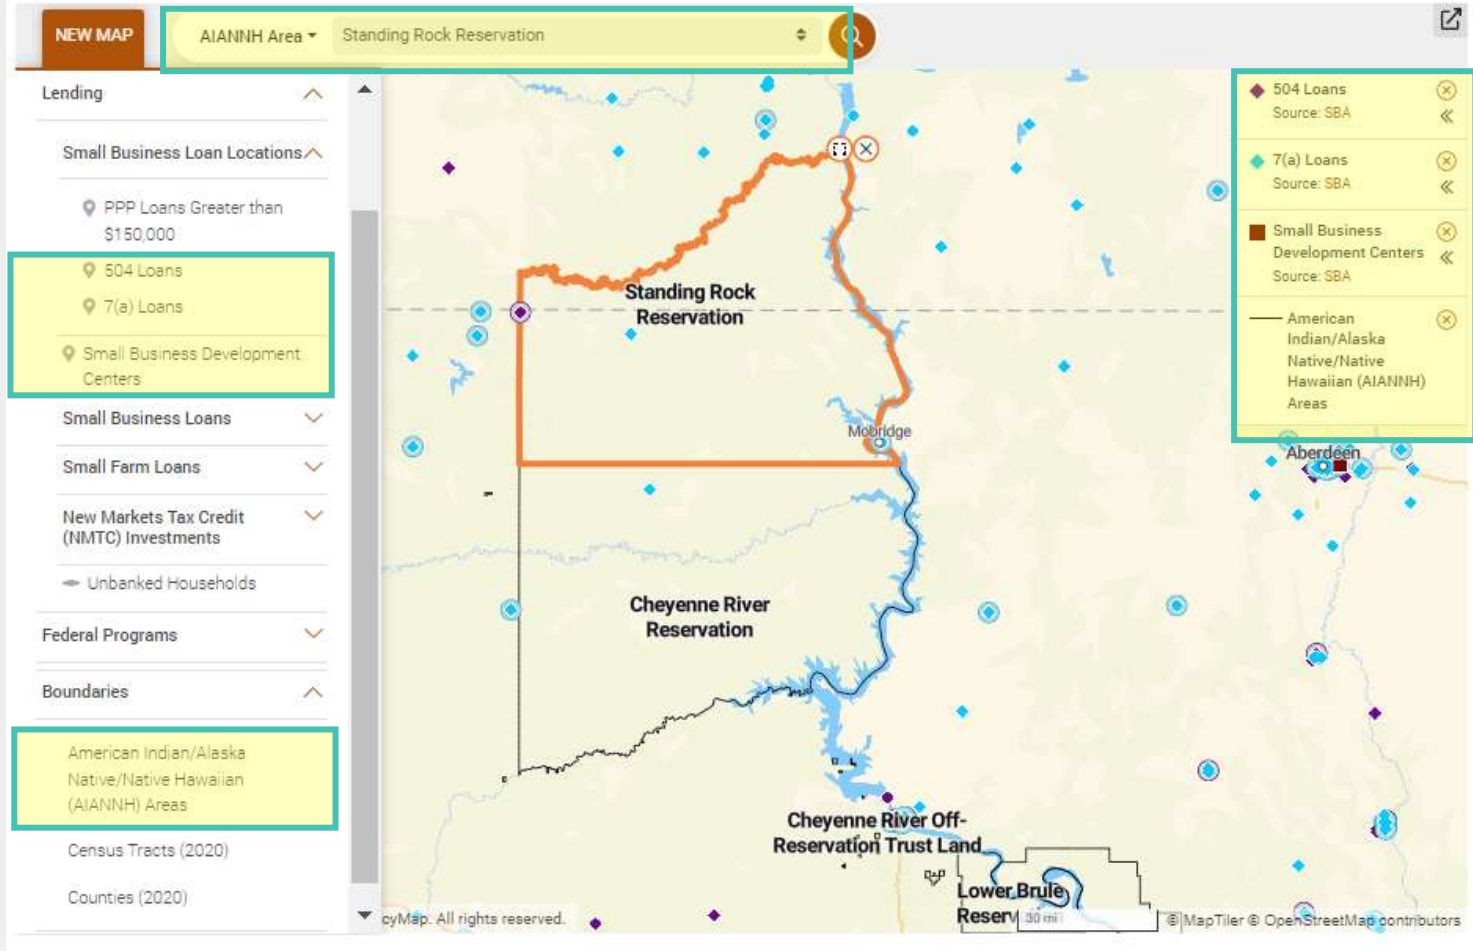 NEW MAP
AIANNH Area
Standing Rock Reservation
Lending
Small Business Loan Locations
PPP Loans Greater than
$150,000
504 Loans
7(a) Loans
Small Business Development
Centers
Small Business Loans
Small Farm Loans
New Markets Tax Credit
(NMTC) Investments
Unbanked Households
Federal Programs
Boundaries
American Indian/Alaska
Native/Native Hawaiian
(AIANNH) Areas
Census Tracts (2020)
Counties (2020)
Standing Rock
Reservation
Mobridge
Cheyenne River
Reservation
Cheyenne River Off-
Reservation Trust Land
Lower Brule
30 mi
Aberdeen
504 Loans
Source: SBA
7(a) Loans
Source: SBA
Small Business
Development Centers
Source: SBA
American
Indian/Alaska
Native/Native
Hawaiian (AIANNH)
Areas
cyMap. All rights reserved.
© MapTiler © OpenStreetMap contributors